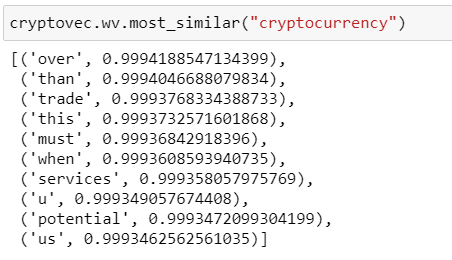 cryptovec.wv.most_similar("cryptocurrency")
[('over', 0.9994188547134399),
('than', 0.9994046688079834),
('trade', 0.9993768334388733),
('this', 0.9993732571601868),
('must', 0.99936842918396),
('when', 0.9993608593940735),
('services', 0.999358057975769),
('u', 0.999349057674408),
('potential', 0.9993472099304199),
('us', 0.9993462562561035)]